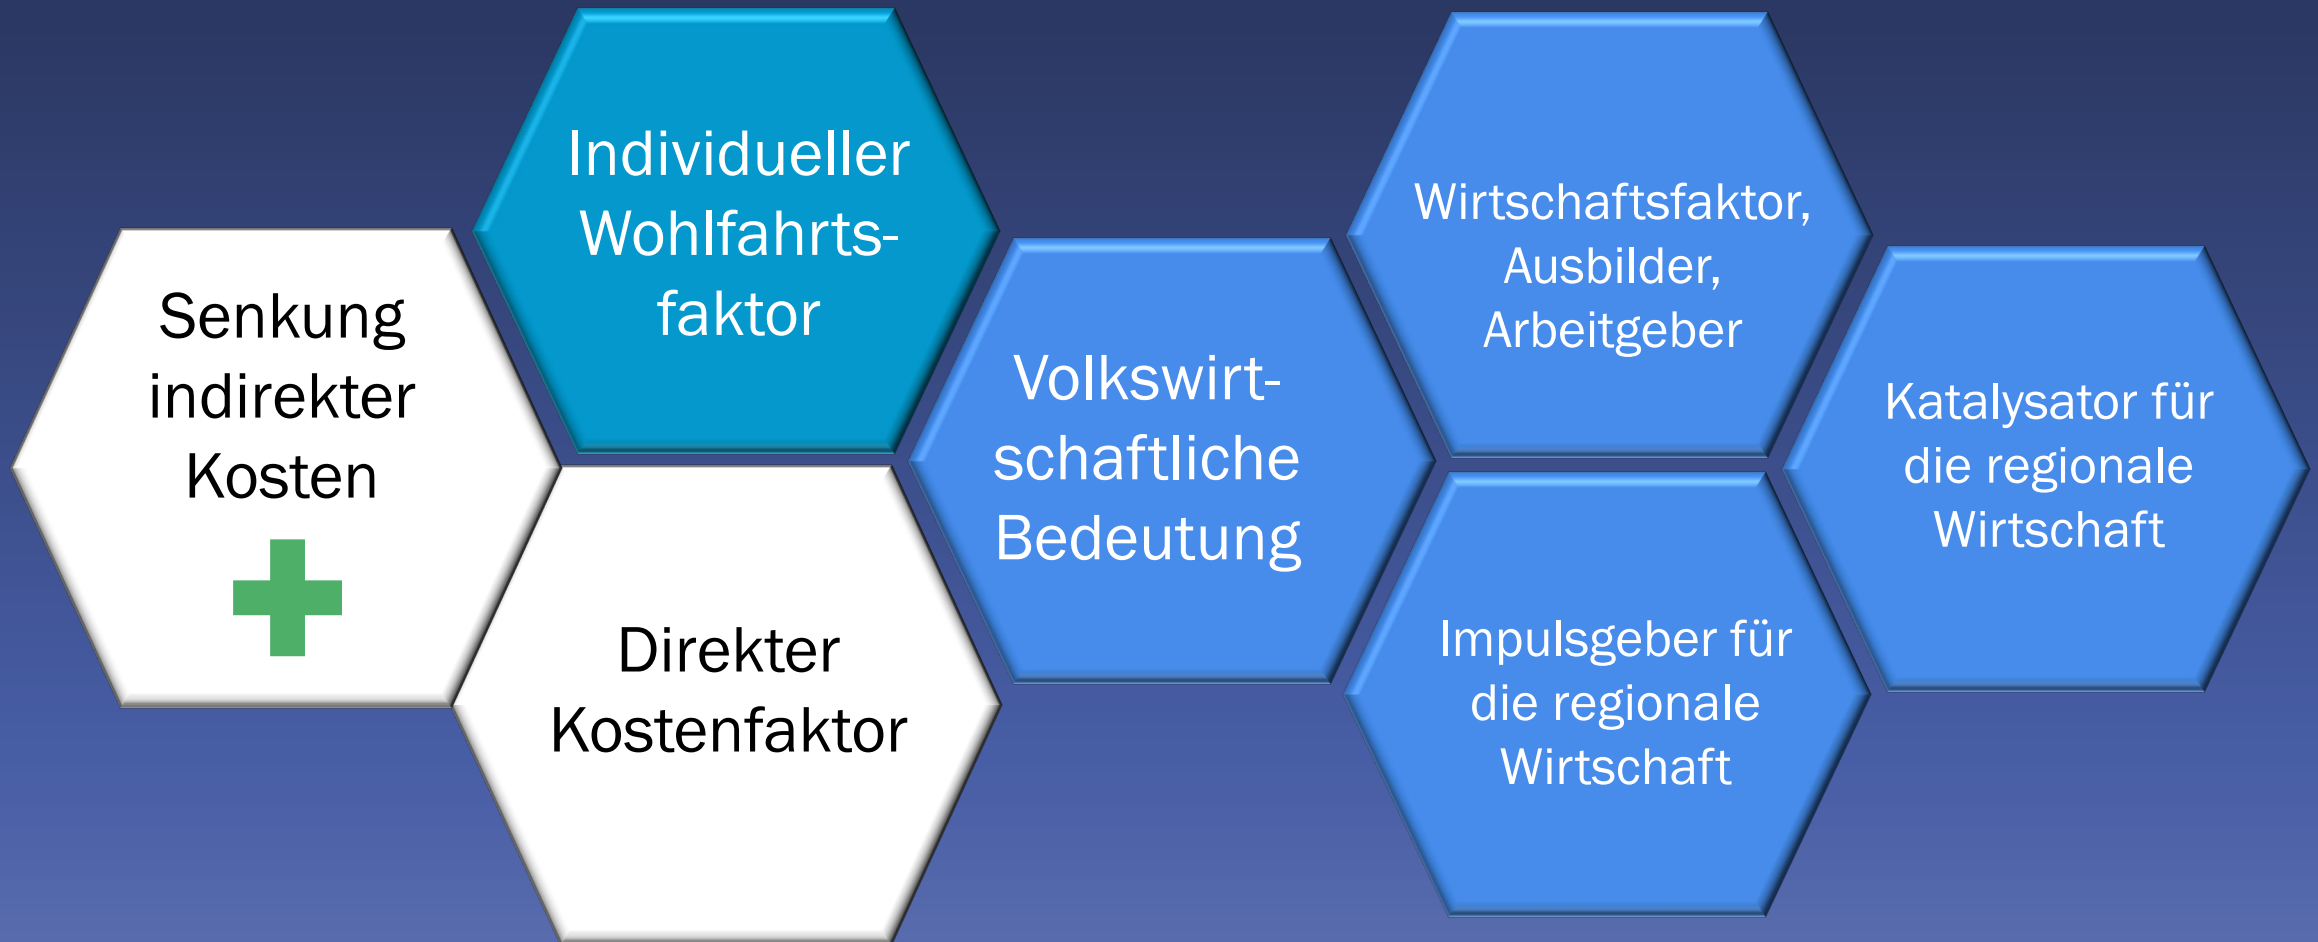 Senkung
indirekter
Kosten
Individueller
Wohlfahrts-
faktor
Direkter
Kostenfaktor
Volkswirt-
schaftliche
Bedeutung
Wirtschaftsfaktor,
Ausbilder,
Arbeitgeber
Impulsgeber für
die regionale
Wirtschaft
Katalysator für
die regionale
Wirtschaft